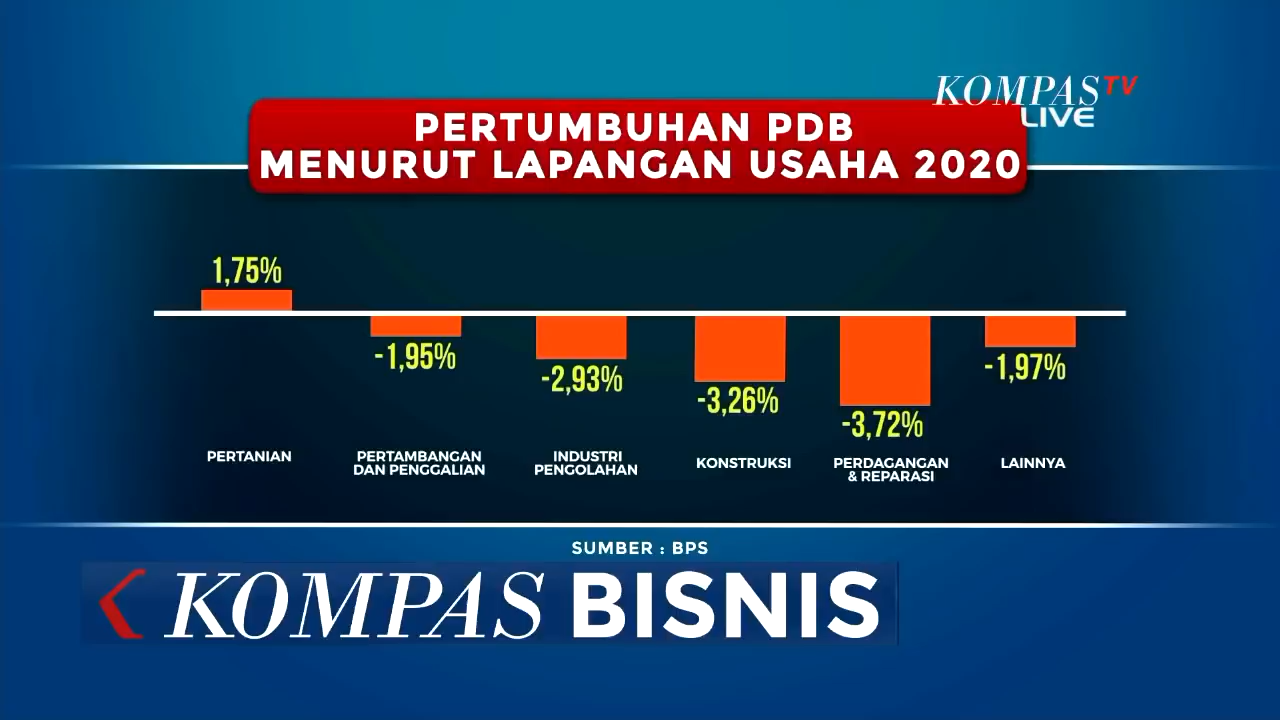 KOMPAS TV
LIVE
PERTUMBUHAN PDB
MENURUT LAPANGAN USAHA 2020
1,75%
-1,95%
-2,93%
-3,26%
-3,72%
-1,97%
PERTANIAN
PERTAMBANGAN
DAN PENGGALIAN
INDUSTRI
PENGOLAHAN
KONSTRUKSI
PERDAGANGAN
& REPARASI
LAINNYA
SUMBER : BPS
KOMPAS BISNIS